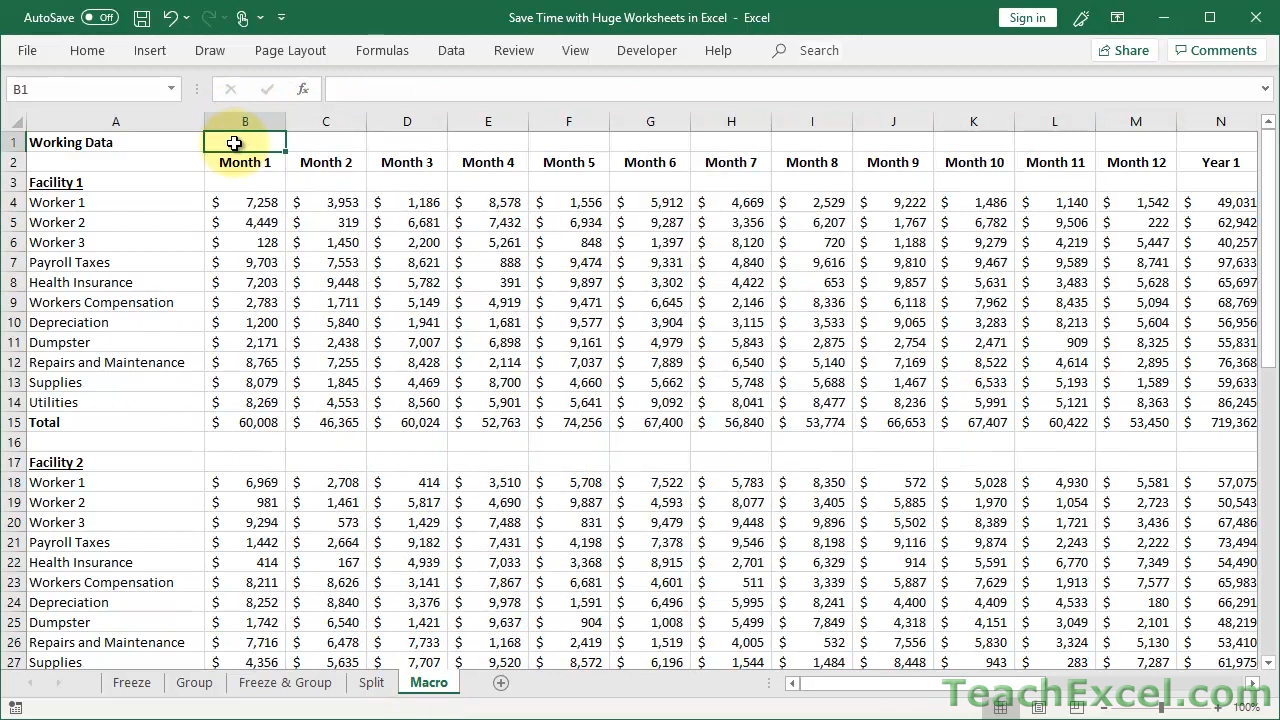 AutoSave Off Save Time with Huge Worksheets in Excel - Excel Sign in
File Home Insert Draw Page Layout Formulas Data Review View Developer Help Search Share Comments
B1 fx
A B C D E F G H I J K L M N
1 Working Data
2 Month 1 Month 2 Month 3 Month 4 Month 5 Month 6 Month 7 Month 8 Month 9 Month 10 Month 11 Month 12 Year 1
3 Facility 1
4 Worker 1 $ 7,258 $ 3,953 $ 1,186 $ 8,578 $ 1,556 $ 5,912 $ 4,669 $ 2,529 $ 9,222 $ 1,486 $ 1,140 $ 1,542 $ 49,031
5 Worker 2 $ 4,449 $ 319 $ 6,681 $ 7,432 $ 6,934 $ 9,287 $ 3,356 $ 6,207 $ 1,767 $ 6,782 $ 9,506 $ 222 $ 62,942
6 Worker 3 $ 128 $ 1,450 $ 2,200 $ 5,261 $ 848 $ 1,397 $ 8,120 $ 720 $ 1,188 $ 9,279 $ 4,219 $ 5,447 $ 40,257
7 Payroll Taxes $ 9,703 $ 7,553 $ 8,621 $ 888 $ 9,474 $ 9,331 $ 4,840 $ 9,616 $ 9,810 $ 9,467 $ 9,589 $ 8,741 $ 97,633
8 Health Insurance $ 7,203 $ 9,448 $ 5,782 $ 391 $ 9,897 $ 3,302 $ 4,422 $ 653 $ 9,857 $ 5,631 $ 3,483 $ 5,628 $ 65,697
9 Workers Compensation $ 2,783 $ 1,711 $ 5,149 $ 4,919 $ 9,471 $ 6,645 $ 2,146 $ 8,336 $ 6,118 $ 7,962 $ 8,435 $ 5,094 $ 68,769
10 Depreciation $ 1,200 $ 5,840 $ 1,941 $ 1,681 $ 9,577 $ 3,904 $ 3,115 $ 3,533 $ 9,065 $ 3,283 $ 8,213 $ 5,604 $ 56,956
11 Dumpster $ 2,171 $ 2,438 $ 7,007 $ 6,898 $ 9,161 $ 4,979 $ 5,843 $ 2,875 $ 2,754 $ 2,471 $ 909 $ 8,325 $ 55,831
12 Repairs and Maintenance $ 8,765 $ 7,255 $ 8,428 $ 2,114 $ 7,037 $ 7,889 $ 6,540 $ 5,140 $ 7,169 $ 8,522 $ 4,614 $ 2,895 $ 76,368
13 Supplies $ 8,079 $ 1,845 $ 4,469 $ 8,700 $ 4,660 $ 5,662 $ 5,748 $ 5,688 $ 1,467 $ 6,533 $ 5,193 $ 1,589 $ 59,633
14 Utilities $ 8,269 $ 4,553 $ 8,560 $ 5,901 $ 5,641 $ 9,092 $ 8,041 $ 8,477 $ 8,236 $ 5,991 $ 5,121 $ 8,363 $ 86,245
15 Total $ 60,008 $ 46,365 $ 60,024 $ 52,763 $ 74,256 $ 67,400 $ 56,840 $ 53,774 $ 66,653 $ 67,407 $ 60,422 $ 53,450 $ 719,362
16
17 Facility 2
18 Worker 1 $ 6,969 $ 2,708 $ 414 $ 3,510 $ 5,708 $ 7,522 $ 5,783 $ 8,350 $ 572 $ 5,028 $ 4,930 $ 5,581 $ 57,075
19 Worker 2 $ 981 $ 1,461 $ 5,817 $ 4,690 $ 9,887 $ 4,593 $ 8,077 $ 3,405 $ 5,885 $ 1,970 $ 1,054 $ 2,723 $ 50,543
20 Worker 3 $ 9,294 $ 573 $ 1,429 $ 7,488 $ 831 $ 9,479 $ 9,448 $ 9,896 $ 5,502 $ 8,389 $ 1,721 $ 3,436 $ 67,486
21 Payroll Taxes $ 1,442 $ 2,664 $ 9,182 $ 7,431 $ 4,198 $ 7,378 $ 9,546 $ 8,198 $ 9,116 $ 9,874 $ 2,243 $ 2,222 $ 73,494
22 Health Insurance $ 414 $ 167 $ 4,939 $ 7,033 $ 3,368 $ 8,915 $ 2,701 $ 6,329 $ 914 $ 5,591 $ 6,770 $ 7,349 $ 54,490
23 Workers Compensation $ 8,211 $ 8,626 $ 3,141 $ 7,867 $ 6,681 $ 4,601 $ 511 $ 3,339 $ 5,887 $ 7,629 $ 1,913 $ 7,577 $ 65,983
24 Depreciation $ 8,252 $ 8,840 $ 3,376 $ 9,978 $ 1,591 $ 6,496 $ 5,995 $ 8,241 $ 4,400 $ 4,409 $ 4,533 $ 180 $ 66,291
25 Dumpster $ 1,742 $ 6,540 $ 1,421 $ 9,637 $ 904 $ 1,008 $ 5,499 $ 7,849 $ 4,318 $ 4,151 $ 3,049 $ 2,101 $ 48,219
26 Repairs and Maintenance $ 7,716 $ 6,478 $ 7,733 $ 1,168 $ 2,419 $ 1,519 $ 4,005 $ 532 $ 7,556 $ 5,830 $ 3,324 $ 5,130 $ 53,410
27 Supplies $ 4,356 $ 5,635 $ 7,707 $ 9,520 $ 3,572 $ 6,196 $ 1,544 $ 1,484 $ 8,448 $ 943 $ 283 $ 7,287 $ 61,975
Freeze Group Freeze & Group Split Macro
TeachExcel.com
100%